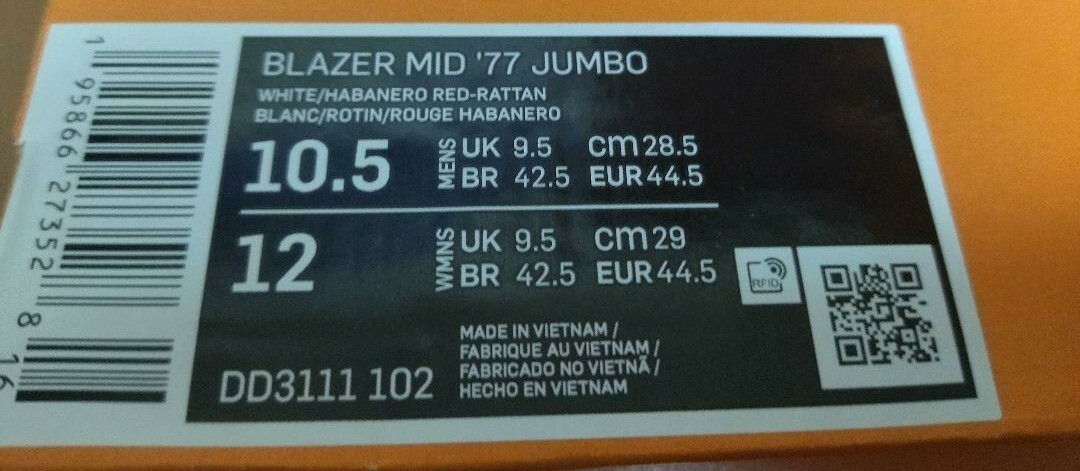 BLAZER MID '77 JUMBO
WHITE/HABANERO RED-RATTAN
BLANC/ROTIN/ROUGE HABANERO
10.5 MENS UK 9.5 cm 28.5
BR 42.5 EUR 44.5
12 WMNS UK 9.5 cm 29
BR 42.5 EUR 44.5
RFID
MADE IN VIETNAM /
FABRIQUE AU VIETNAM /
FABRICADO NO VIETNÃ /
HECHO EN VIETNAM
DD3111 102
1 95866 27352 8
16